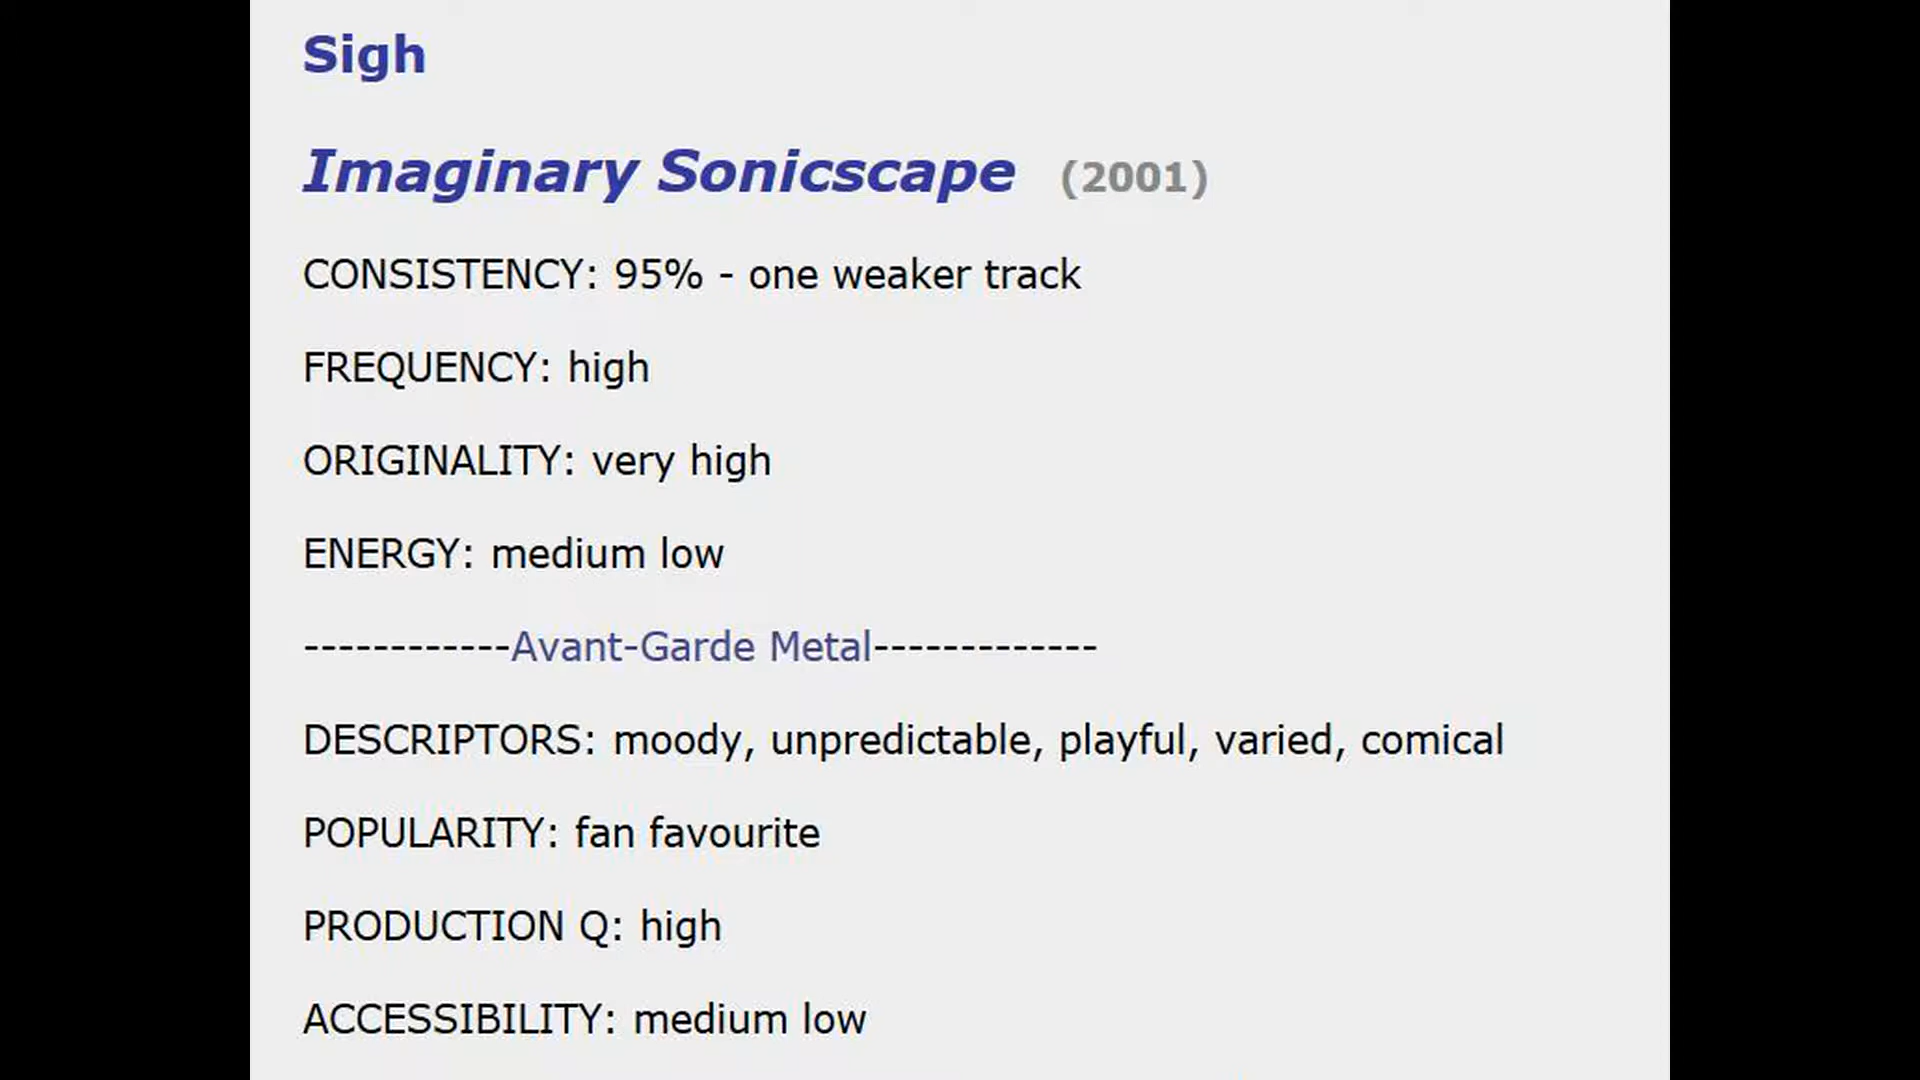 Sigh
Imaginary Sonicscape (2001)
CONSISTENCY: 95% - one weaker track
FREQUENCY: high
ORIGINALITY: very high
ENERGY: medium low
------------Avant-Garde Metal-------------
DESCRIPTORS: moody, unpredictable, playful, varied, comical
POPULARITY: fan favourite
PRODUCTION Q: high
ACCESSIBILITY: medium low